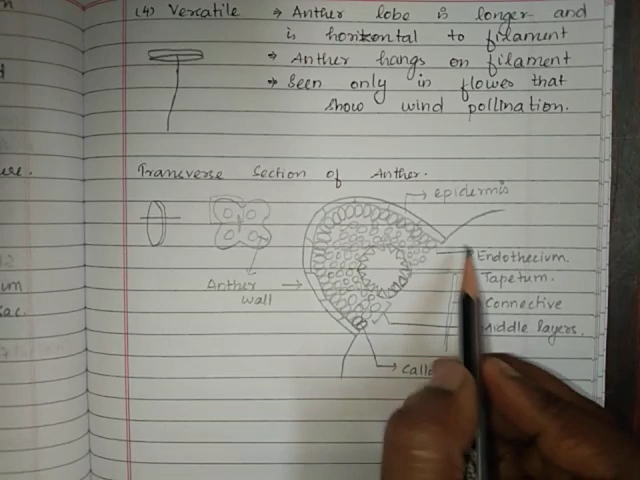 (4) Versatile → Anther lobe is longer and
is horizontal to filament
→ Anther hangs on filament
→ Seen only in flowes that
show wind pollination.
Transverse Section of Anther.
epidermis
Endothecium.
Tapetum.
Anther
wall
Connective
Middle layers.